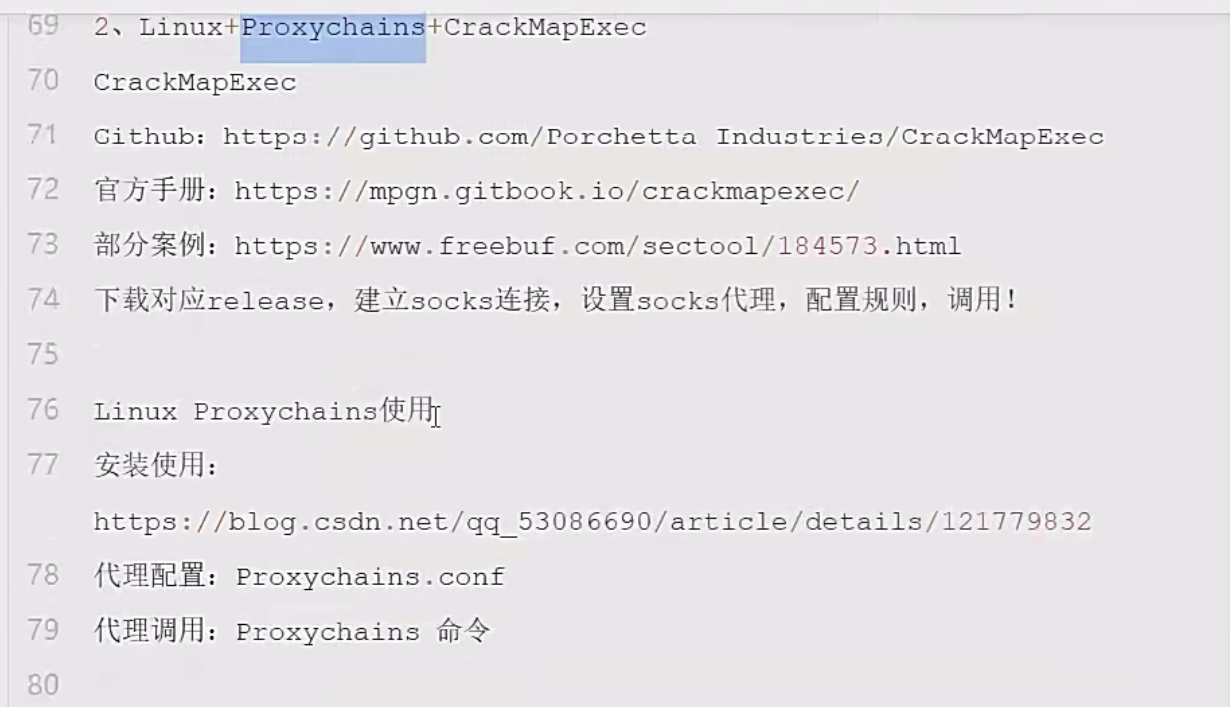 69 2、Linux+Proxychains+CrackMapExec
70 CrackMapExec
71 Github：https://github.com/Porchetta Industries/CrackMapExec
72 官方手册：https://mpgn.gitbook.io/crackmapexec/
73 部分案例：https://www.freebuf.com/sectool/184573.html
74 下载对应release，建立socks连接，设置socks代理，配置规则，调用！
75
76 Linux Proxychains使用
77 安装使用：
https://blog.csdn.net/qq_53086690/article/details/121779832
78 代理配置：Proxychains.conf
79 代理调用：Proxychains 命令
80